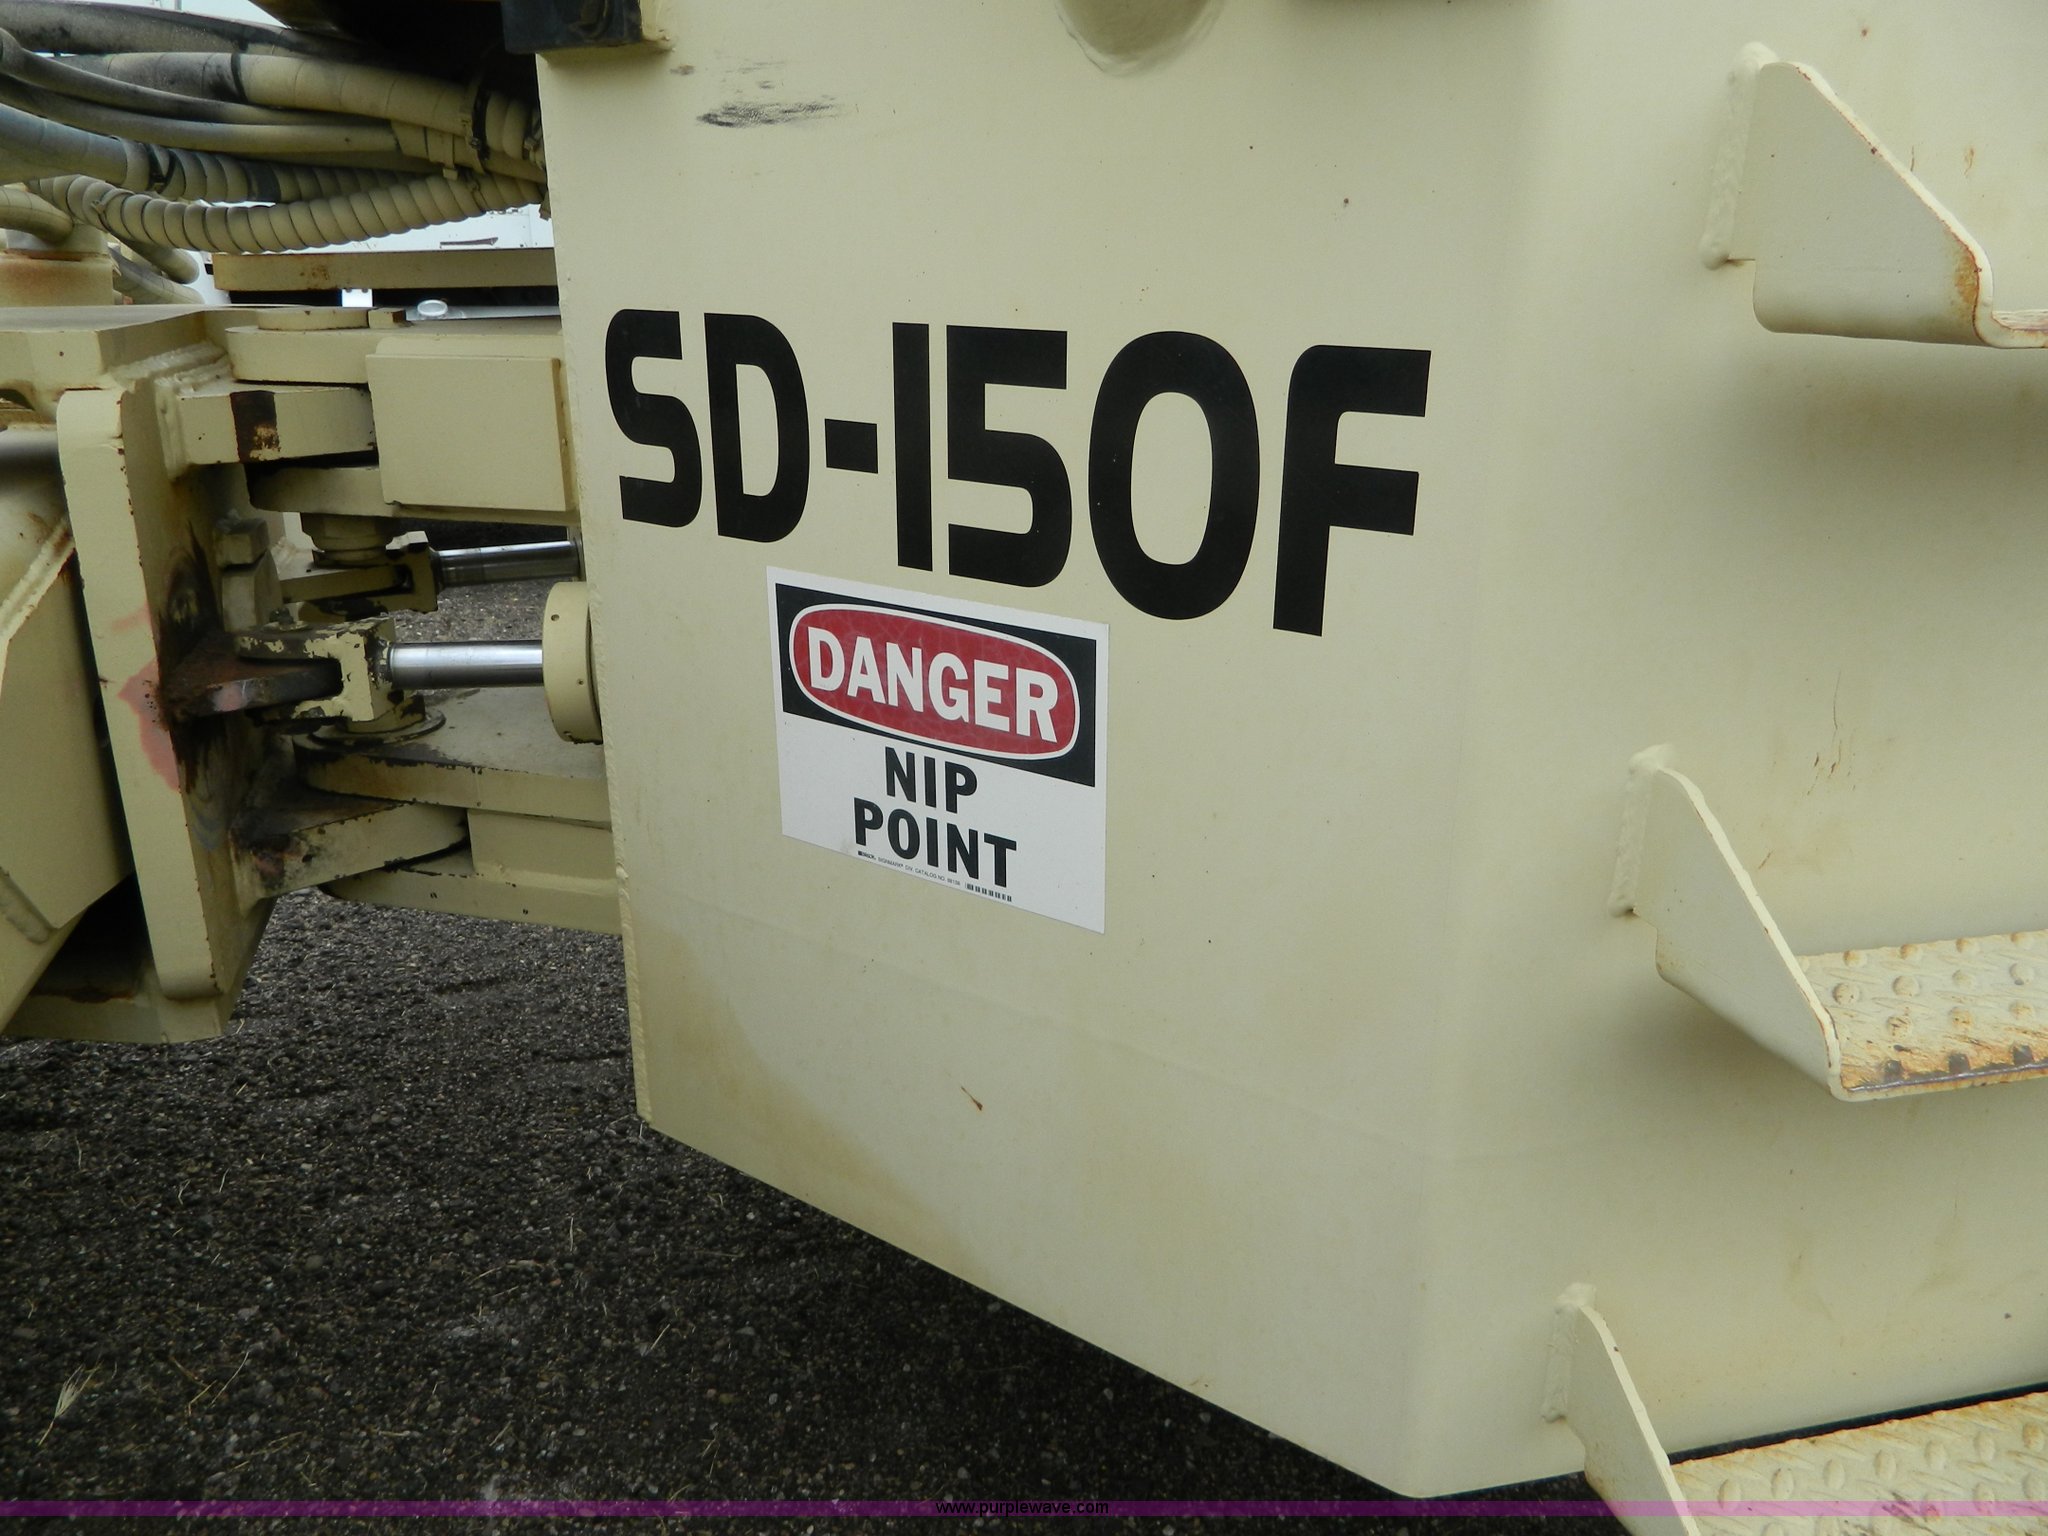 SD-150F
DANGER
NIP
POINT
www.purplewave.com